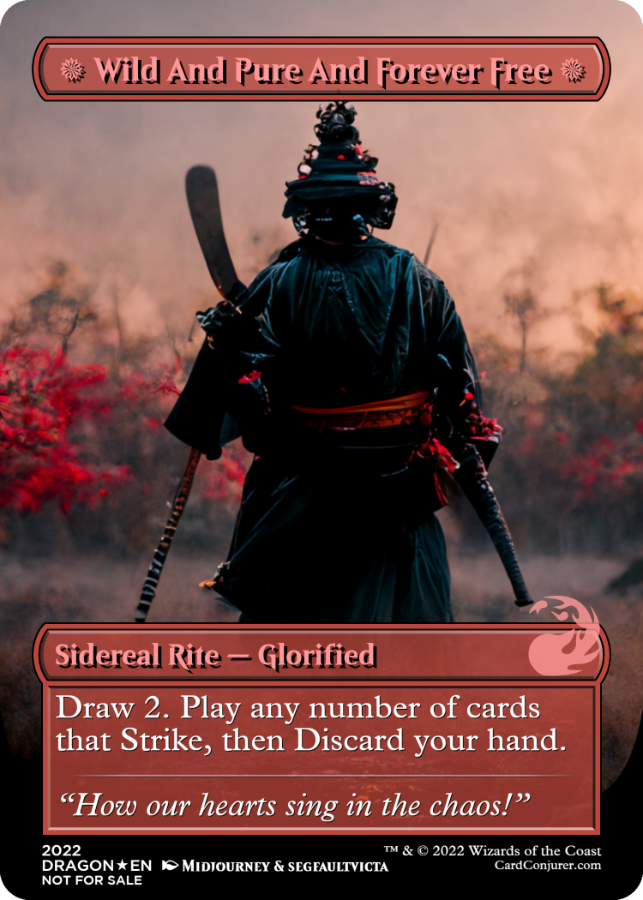 Wild And Pure And Forever Free
Sidereal Rite — Glorified
Draw 2. Play any number of cards
that Strike, then Discard your hand.
“How our hearts sing in the chaos!”
2022
DRAGON★EN Midjourney & segfaultvicta
NOT FOR SALE
™ & © 2022 Wizards of the Coast
CardConjurer.com